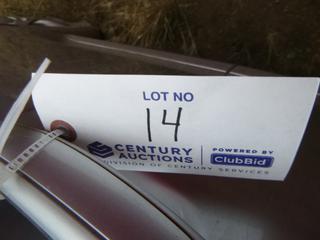 LOT NO
14
CENTURY AUCTIONS
DIVISION OF CENTURY SERVICES
POWERED BY
ClubBid